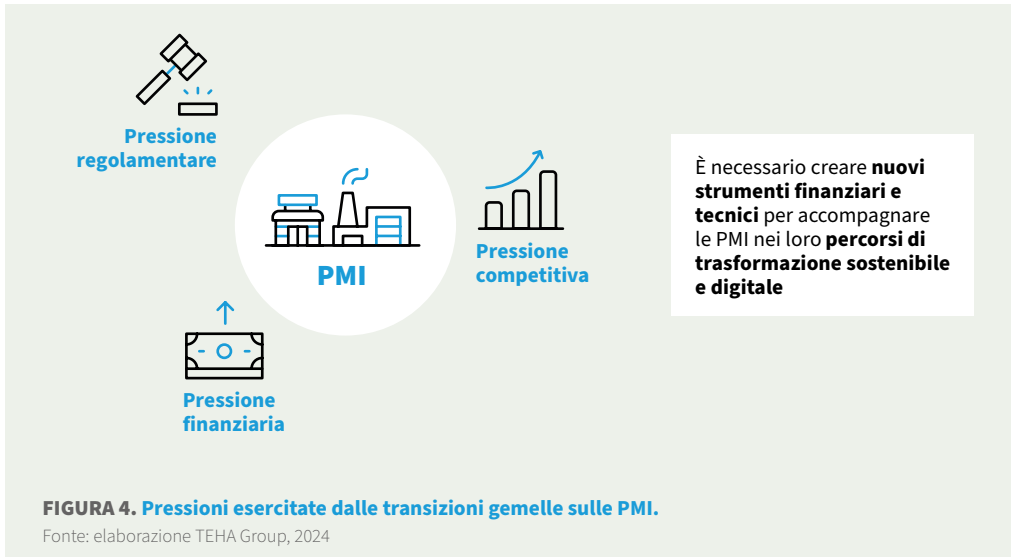 Pressione
regolamentare
PMI
Pressione
competitiva
Pressione
finanziaria
È necessario creare nuovi
strumenti finanziari e
tecnici per accompagnare
le PMI nei loro percorsi di
trasformazione sostenibile
e digitale
FIGURA 4. Pressioni esercitate dalle transizioni gemelle sulle PMI.
Fonte: elaborazione TEHA Group, 2024